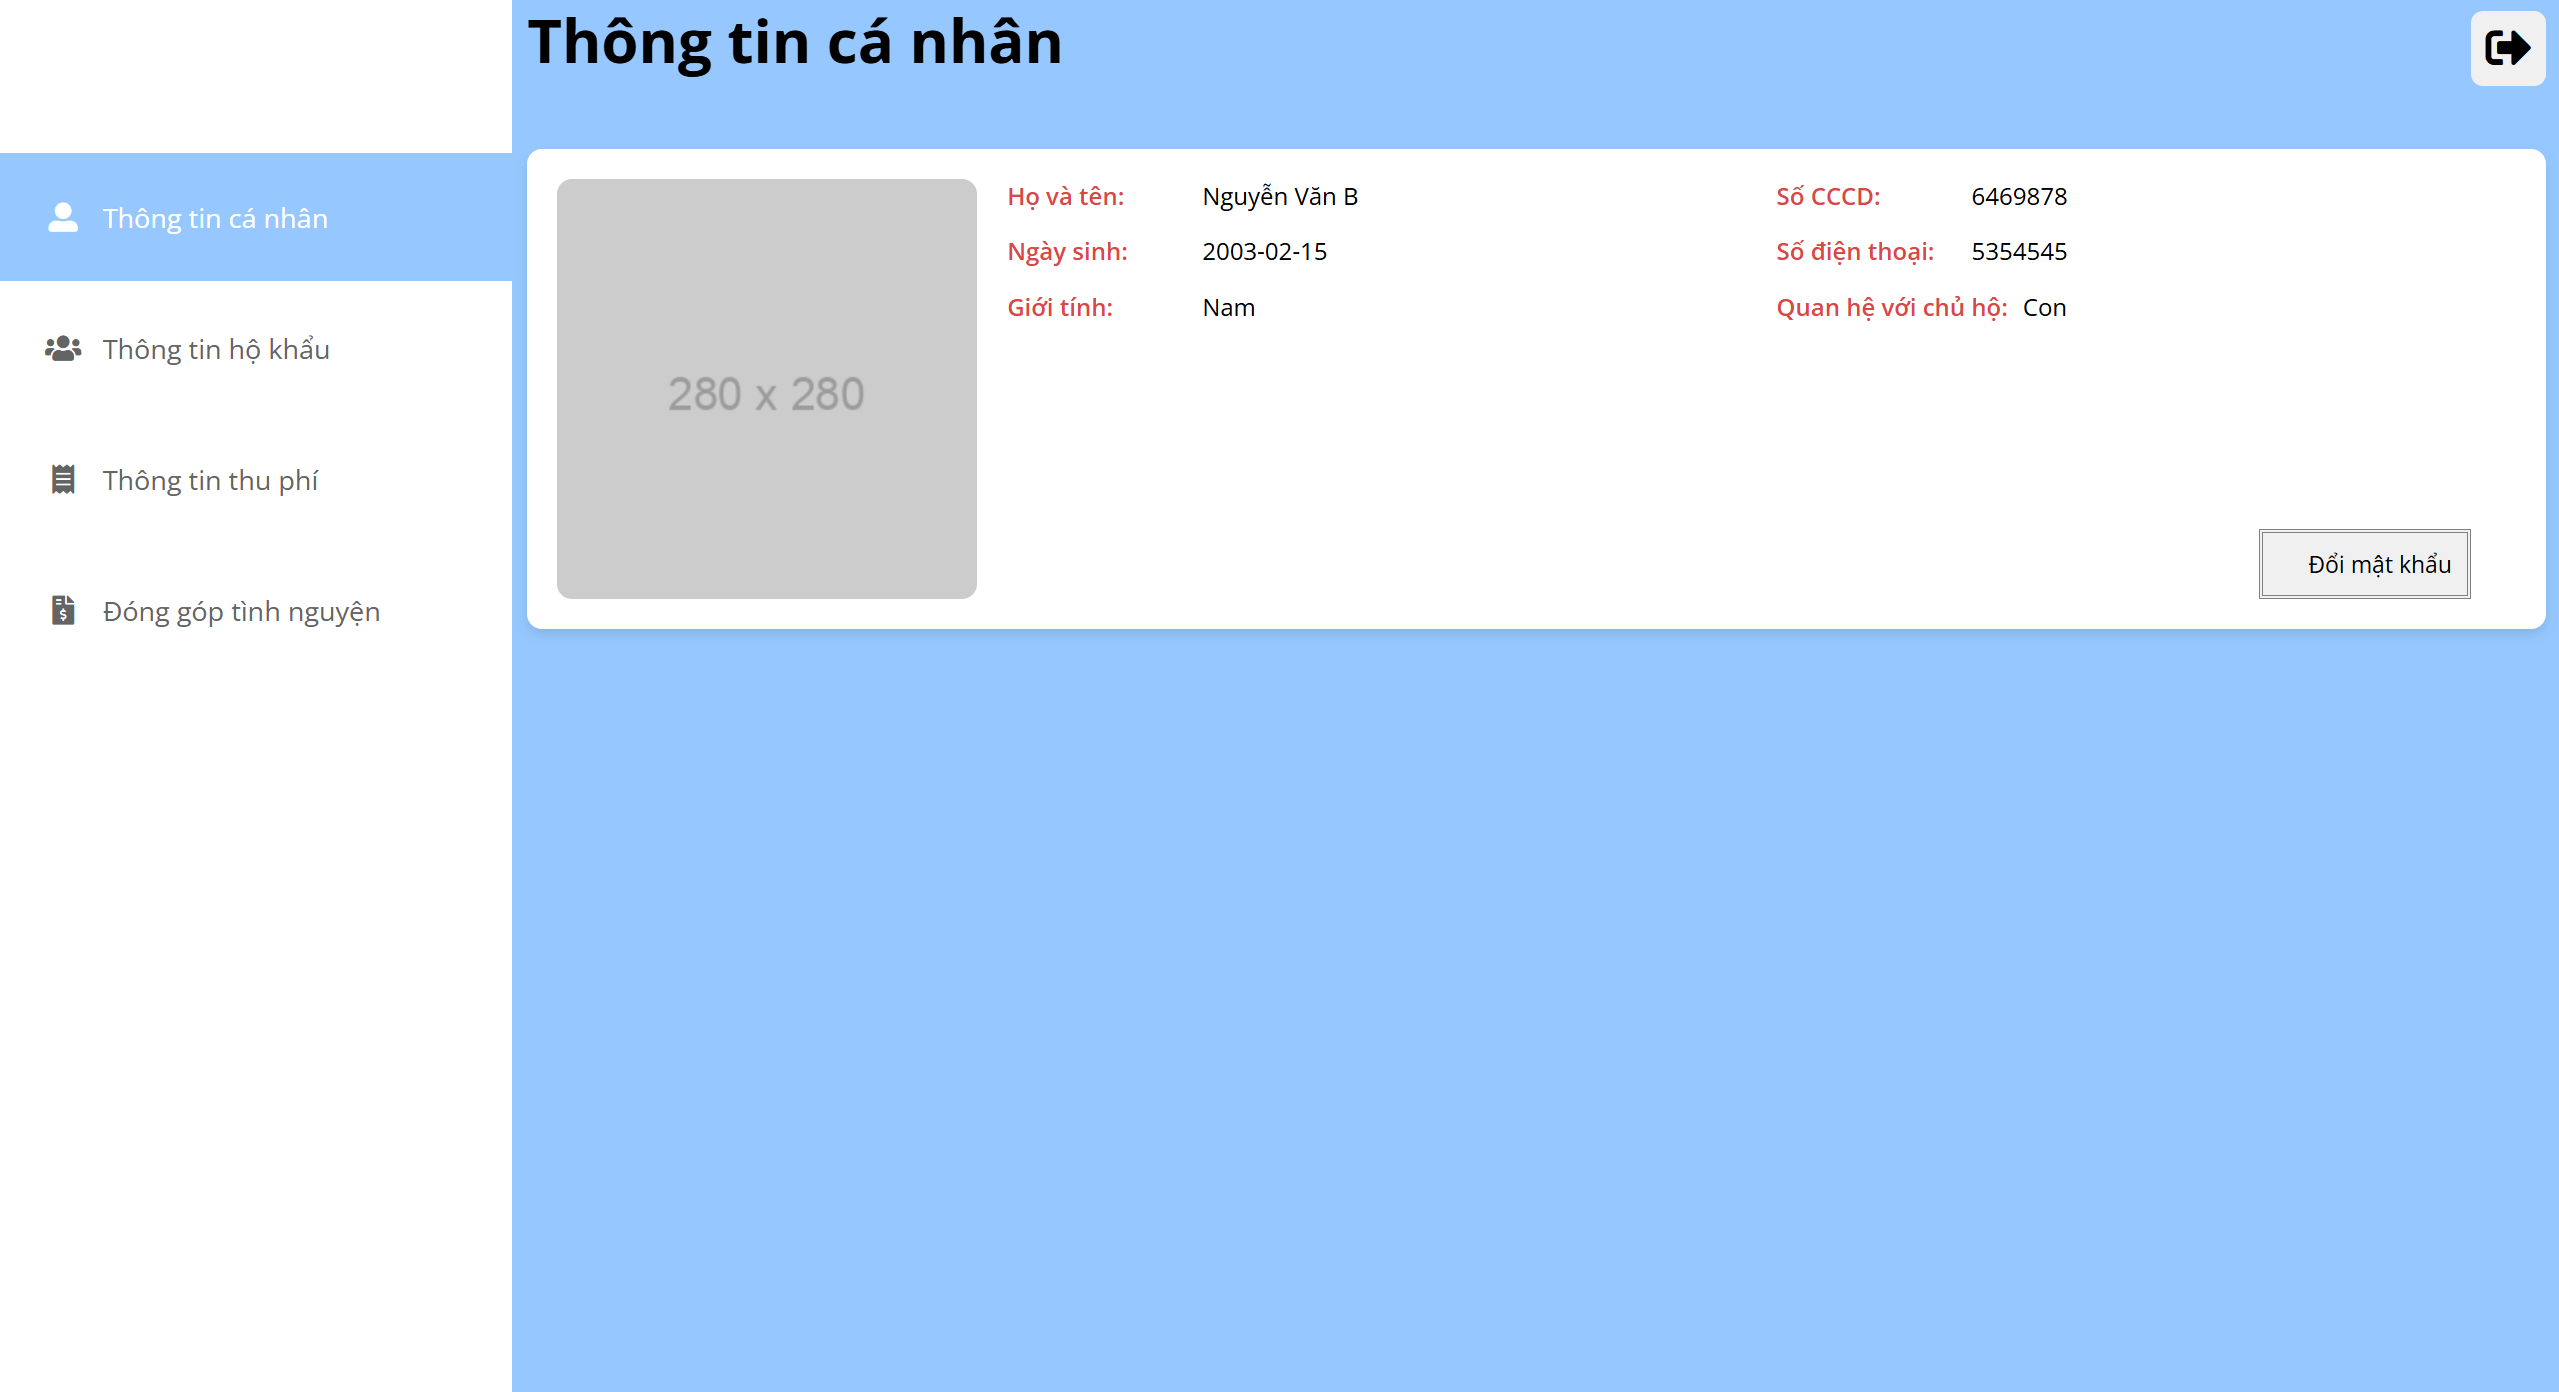 Thông tin cá nhân
Thông tin cá nhân
Thông tin hộ khẩu
Thông tin thu phí
Đóng góp tình nguyện
280 x 280
Họ và tên: Nguyễn Văn B
Ngày sinh: 2003-02-15
Giới tính: Nam
Số CCCD: 6469878
Số điện thoại: 5354545
Quan hệ với chủ hộ: Con
Đổi mật khẩu